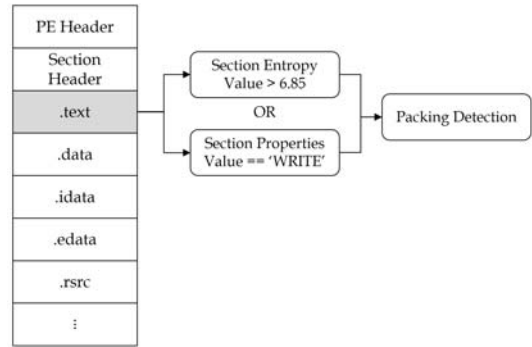 PE Header
Section
Header
.text
.data
.idata
.edata
.rsrc
⋮
Section Entropy
Value > 6.85
OR
Section Properties
Value == ‘WRITE’
Packing Detection